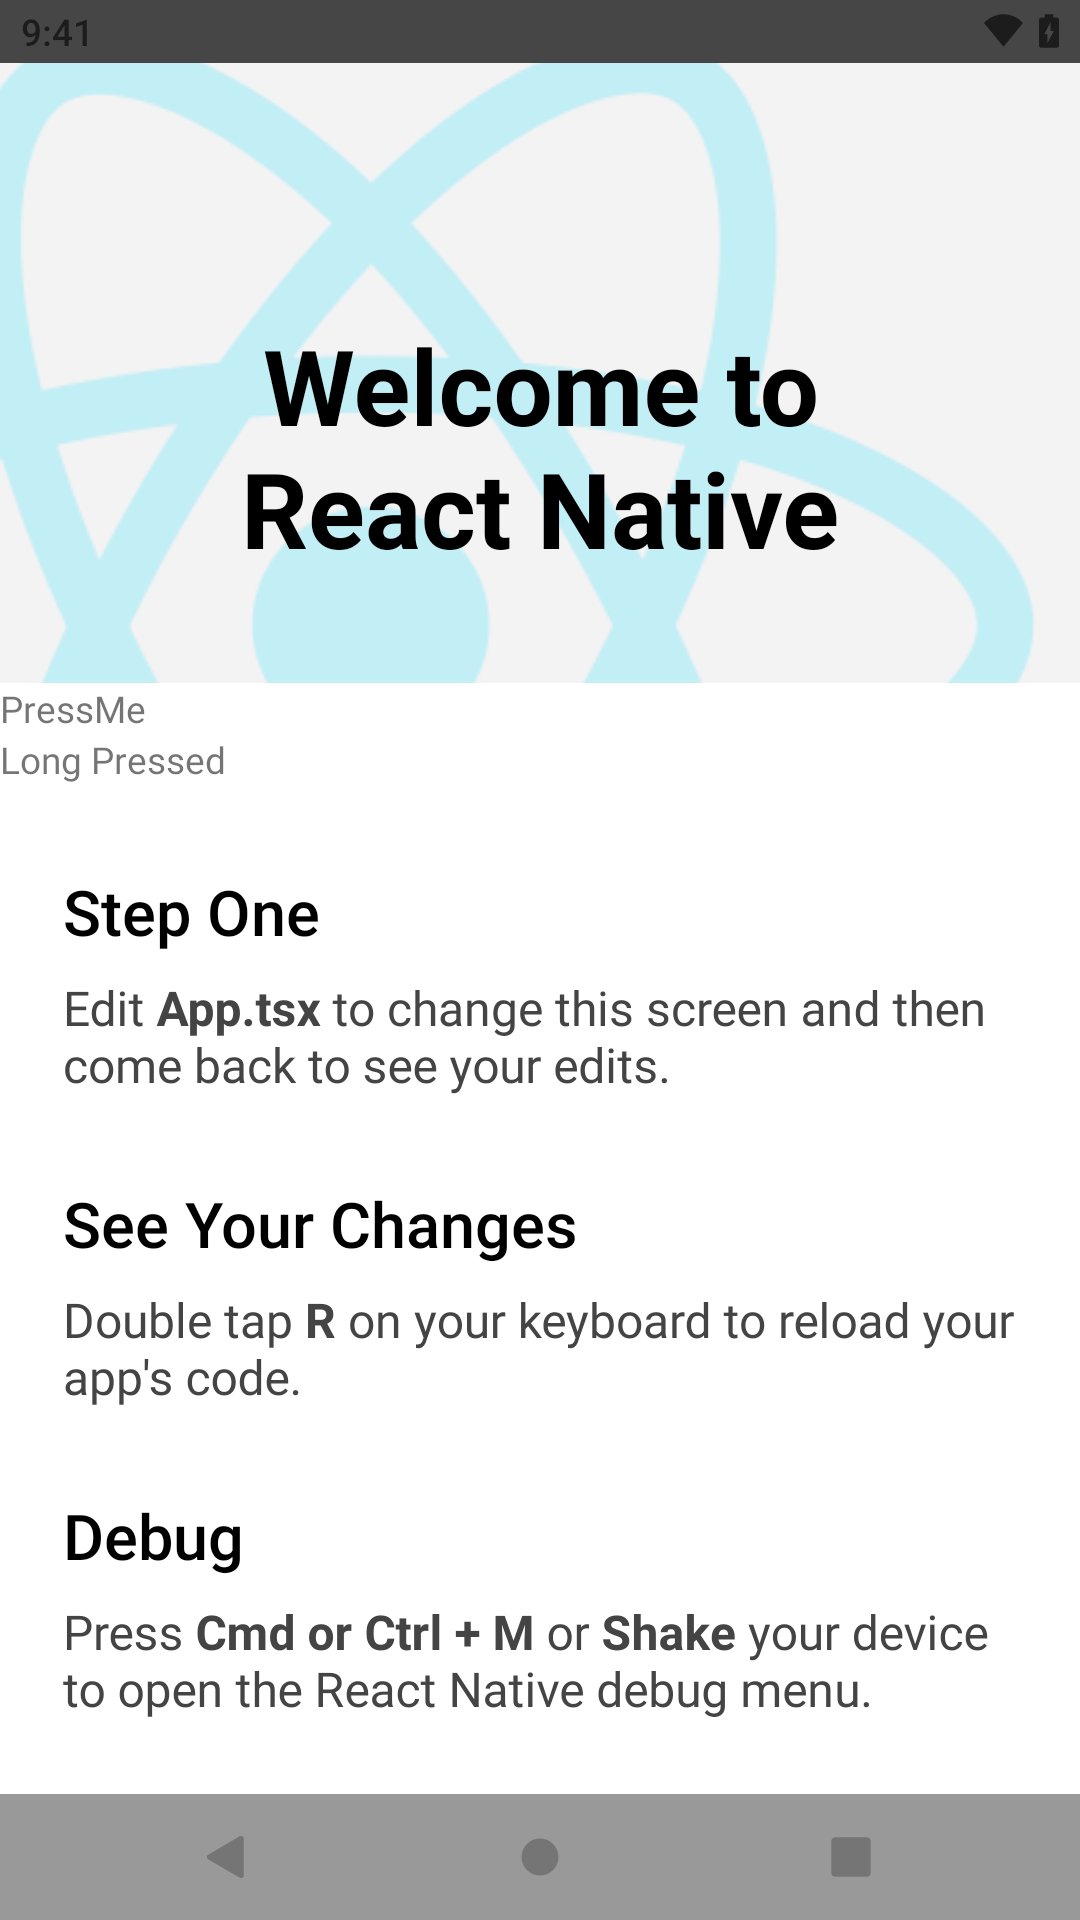 9:41
Welcome to
React Native
PressMe
Long Pressed
Step One
Edit App.tsx to change this screen and then
come back to see your edits.
See Your Changes
Double tap R on your keyboard to reload your
app's code.
Debug
Press Cmd or Ctrl + M or Shake your device
to open the React Native debug menu.